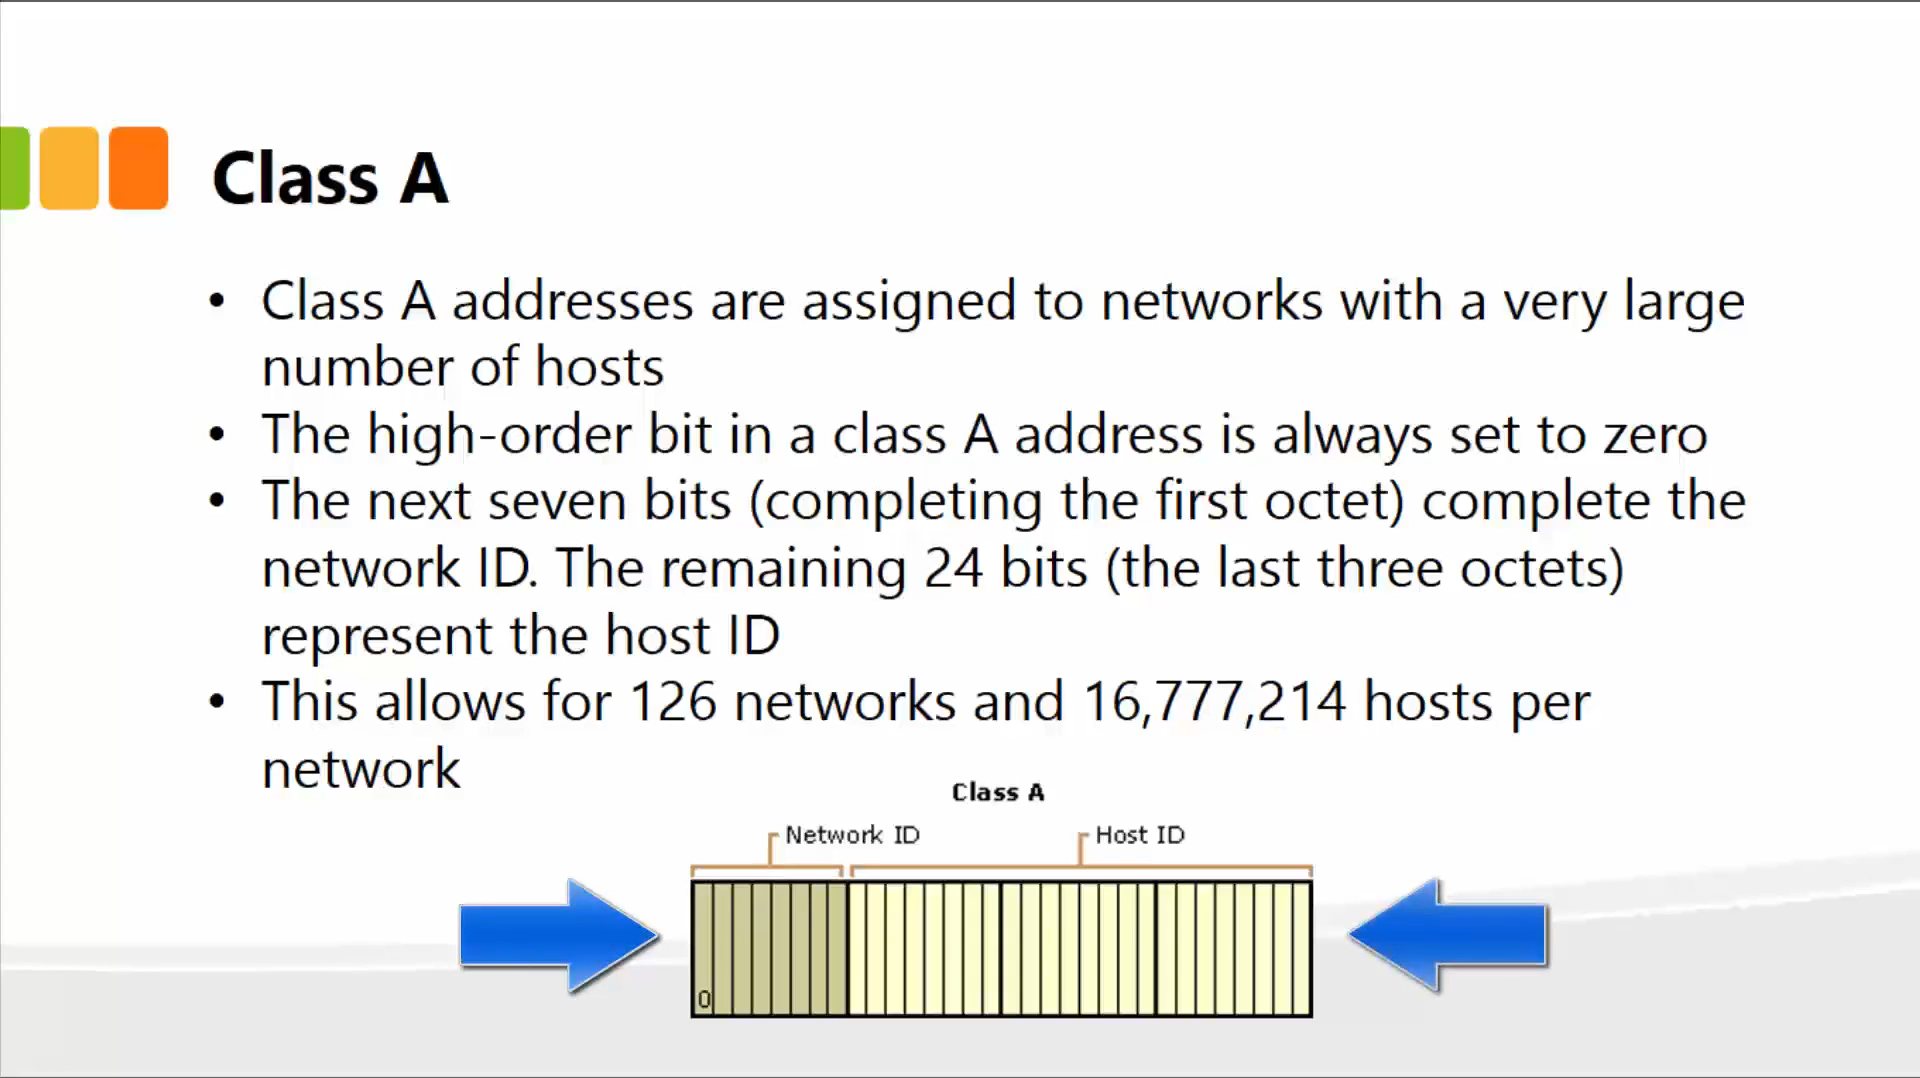 Class A
• Class A addresses are assigned to networks with a very large
number of hosts
• The high-order bit in a class A address is always set to zero
• The next seven bits (completing the first octet) complete the
network ID. The remaining 24 bits (the last three octets)
represent the host ID
• This allows for 126 networks and 16,777,214 hosts per
network
Class A
Network ID Host ID
0